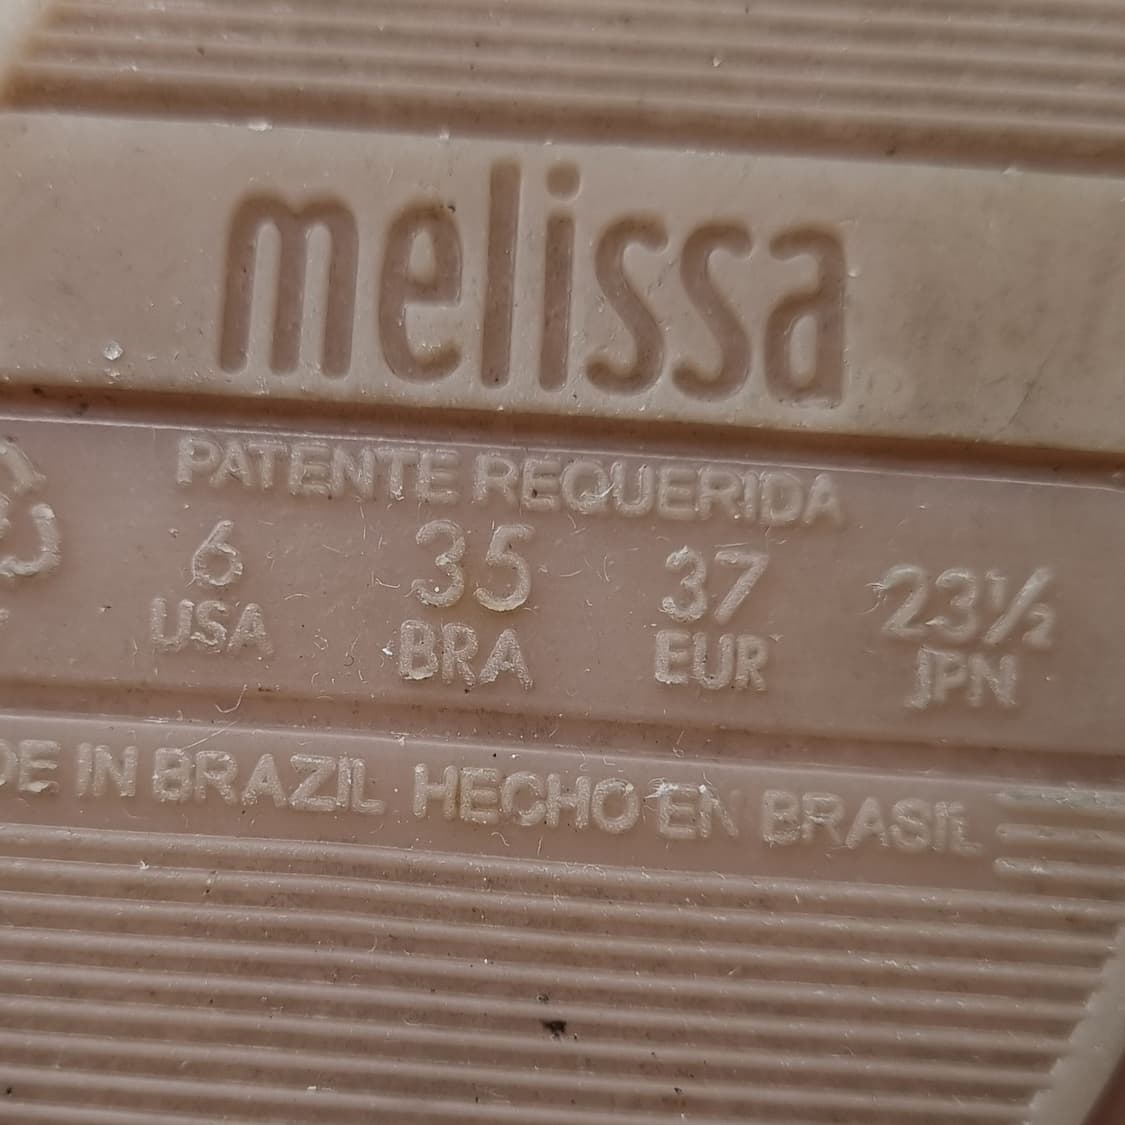 melissa
PATENTE REQUERIDA
6 35 37 23½
USA BRA EUR JPN
DE IN BRAZIL HECHO EN BRASIL